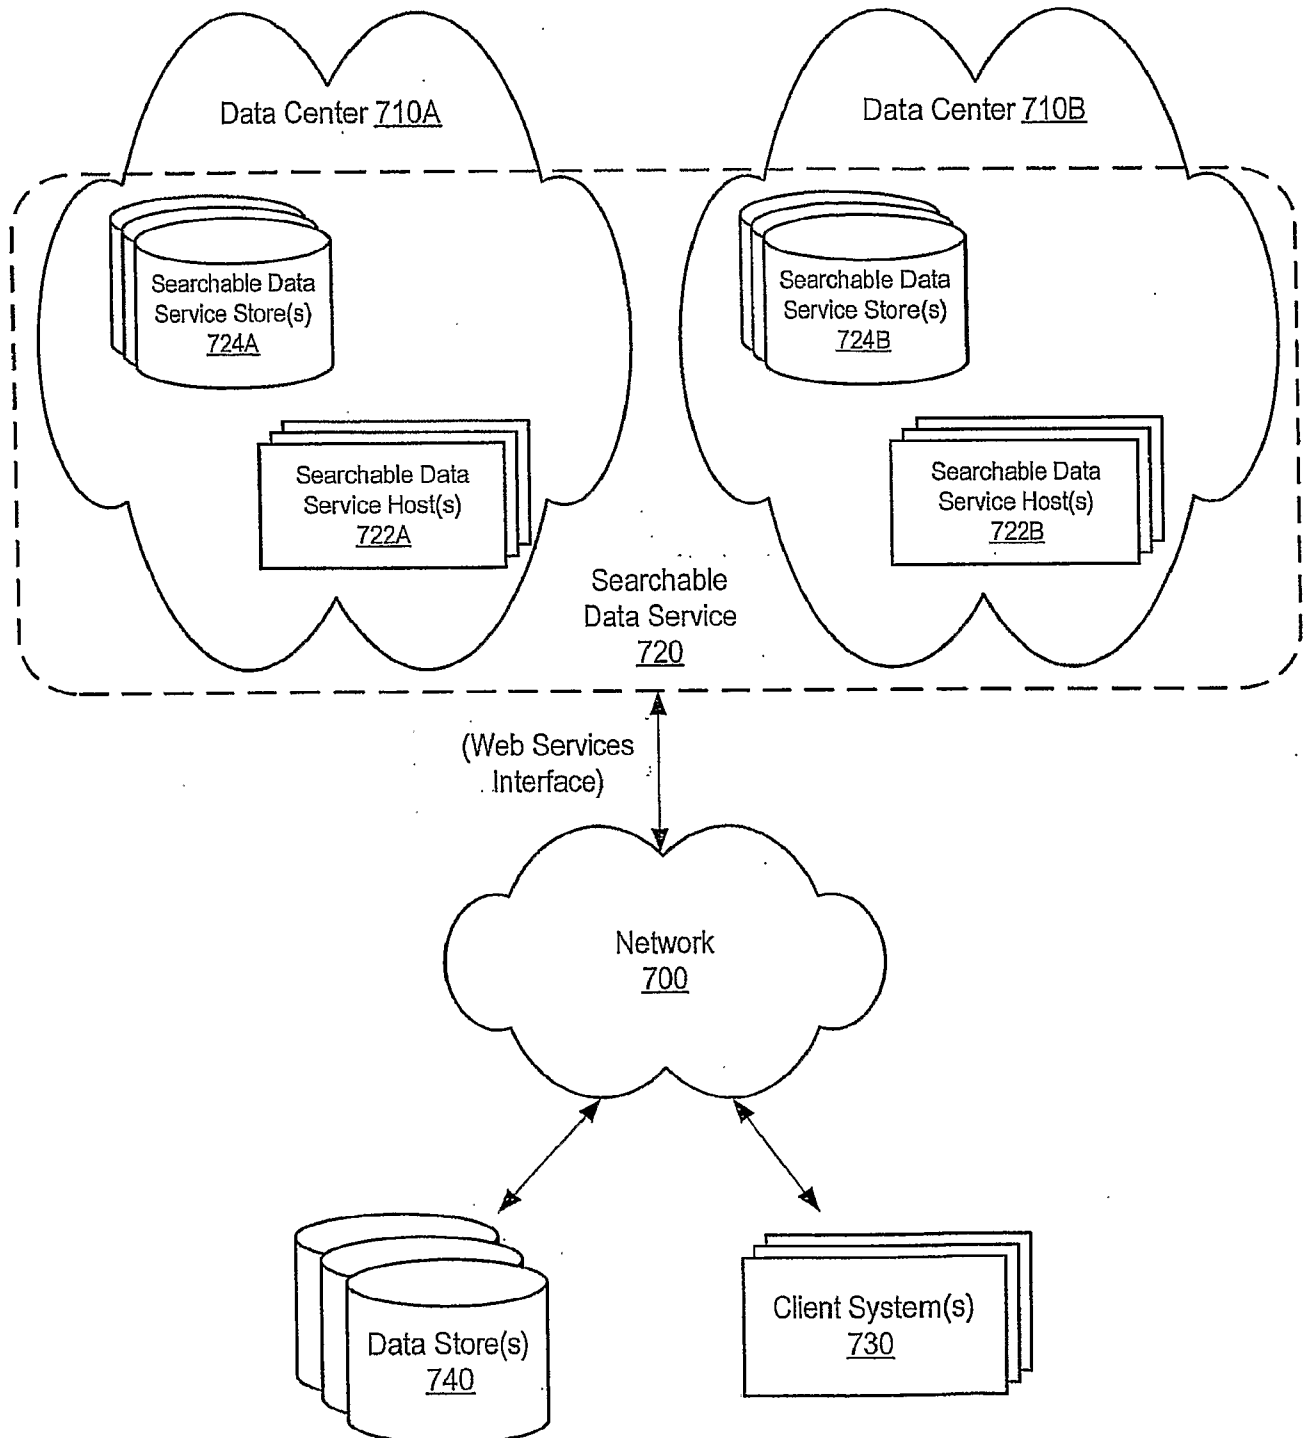 Data Center 710A
Data Center 710B
Searchable Data
Service Store(s)
724A
Searchable Data
Service Store(s)
724B
Searchable Data
Service Host(s)
722A
Searchable Data
Service Host(s)
722B
Searchable
Data Service
720
(Web Services
Interface)
Network
700
Data Store(s)
740
Client System(s)
730